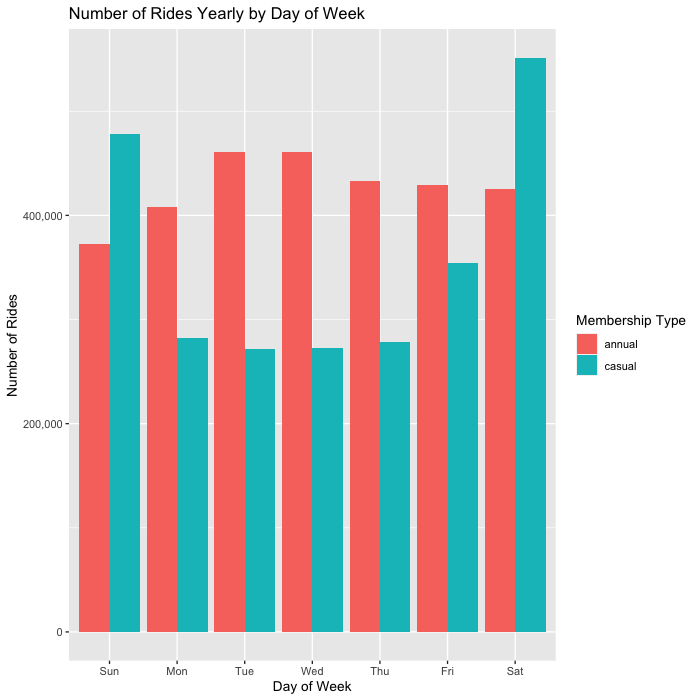 Number of Rides Yearly by Day of Week
Number of Rides
400,000
200,000
0
Sun Mon Tue Wed Thu Fri Sat
Day of Week
Membership Type
annual
casual